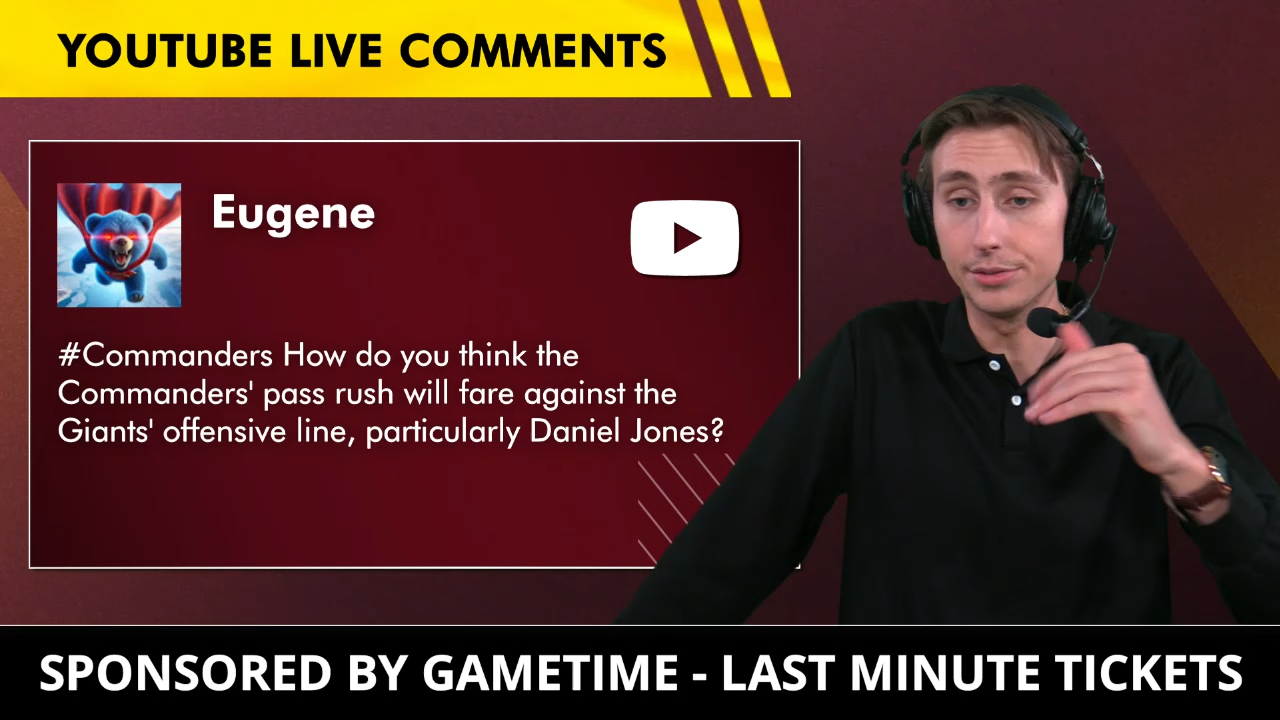 YOUTUBE LIVE COMMENTS
Eugene
#Commanders How do you think the
Commanders' pass rush will fare against the
Giants' offensive line, particularly Daniel Jones?
SPONSORED BY GAMETIME - LAST MINUTE TICKETS